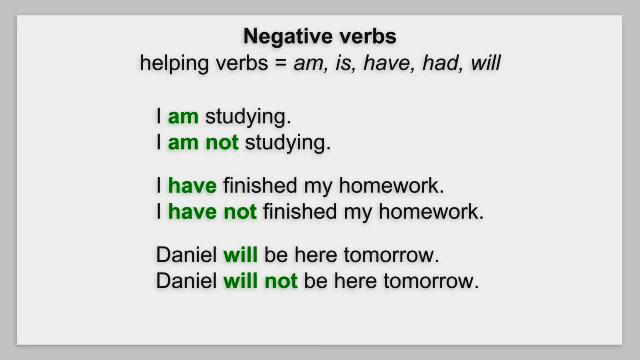 Negative verbs
helping verbs = am, is, have, had, will
I am studying.
I am not studying.
I have finished my homework.
I have not finished my homework.
Daniel will be here tomorrow.
Daniel will not be here tomorrow.